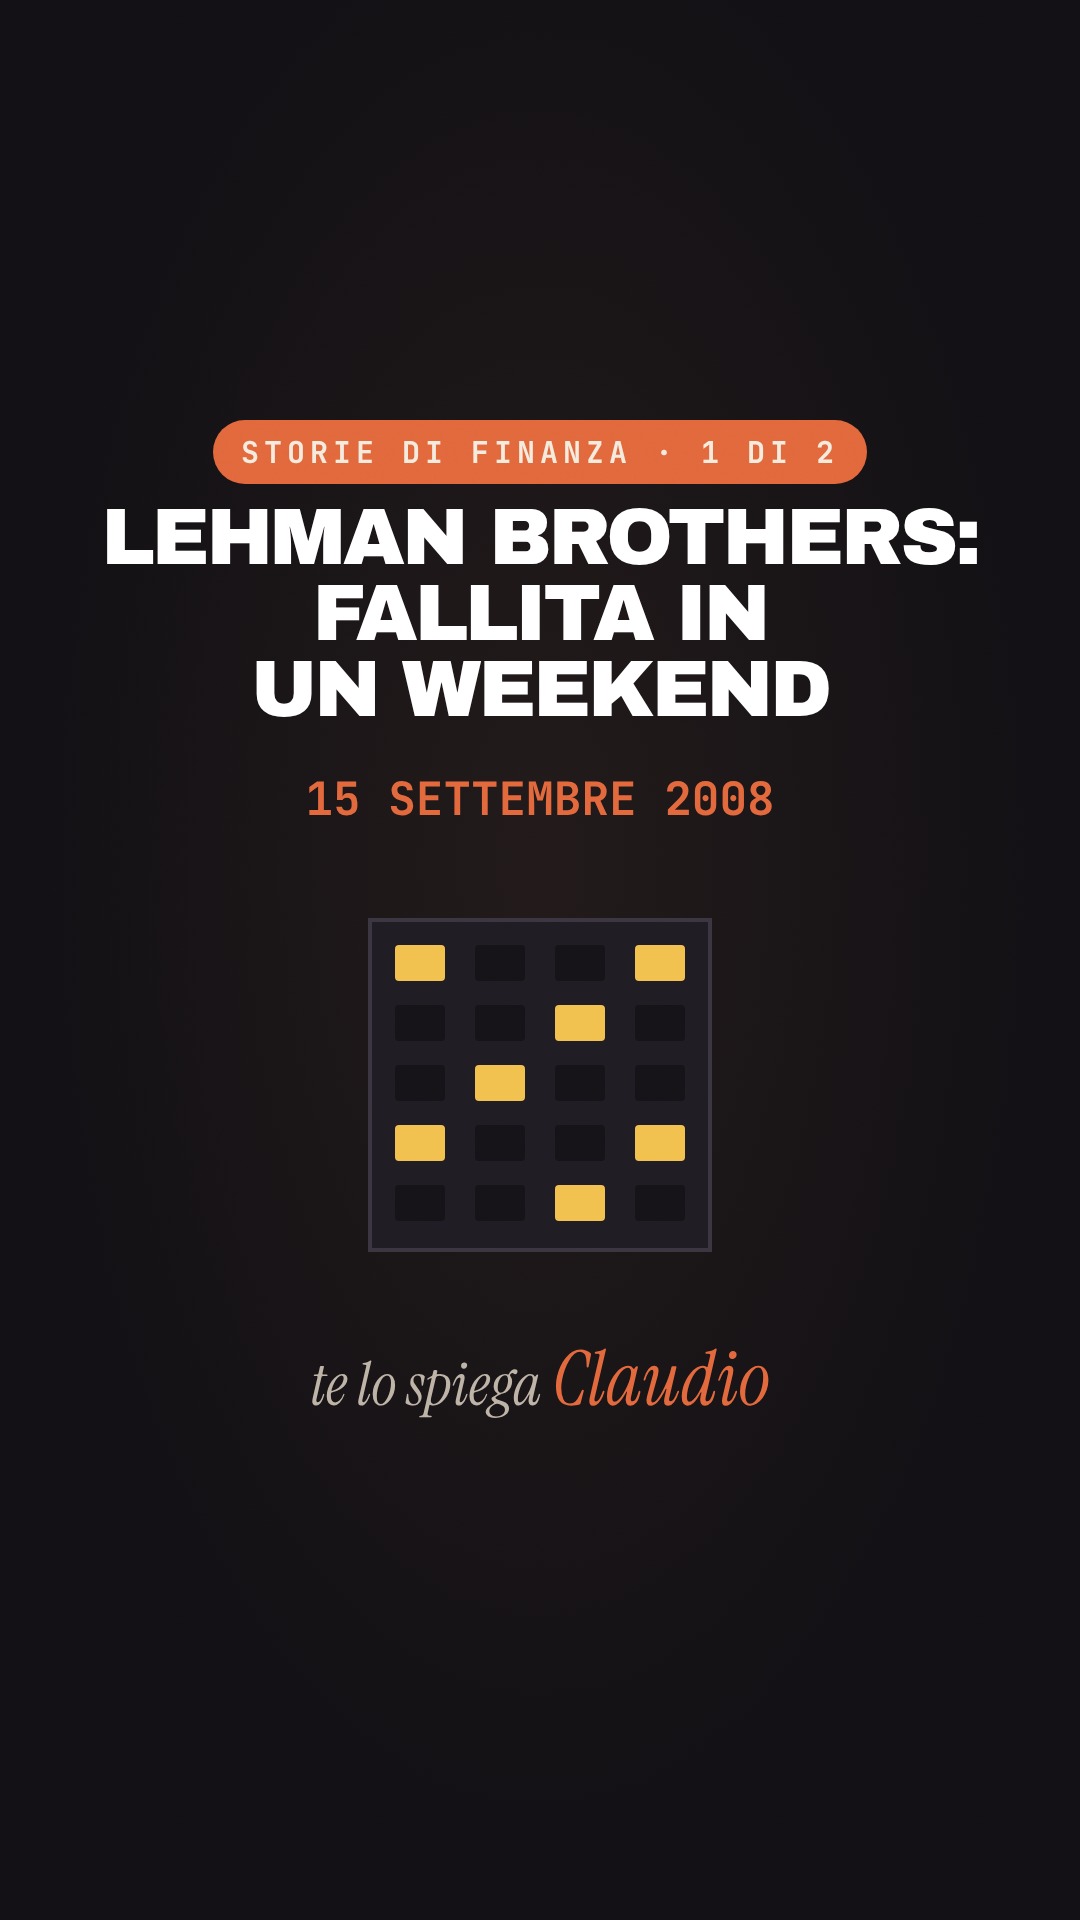 STORIE DI FINANZA · 1 DI 2
LEHMAN BROTHERS:
FALLITA IN
UN WEEKEND
15 SETTEMBRE 2008
te lo spiega Claudio